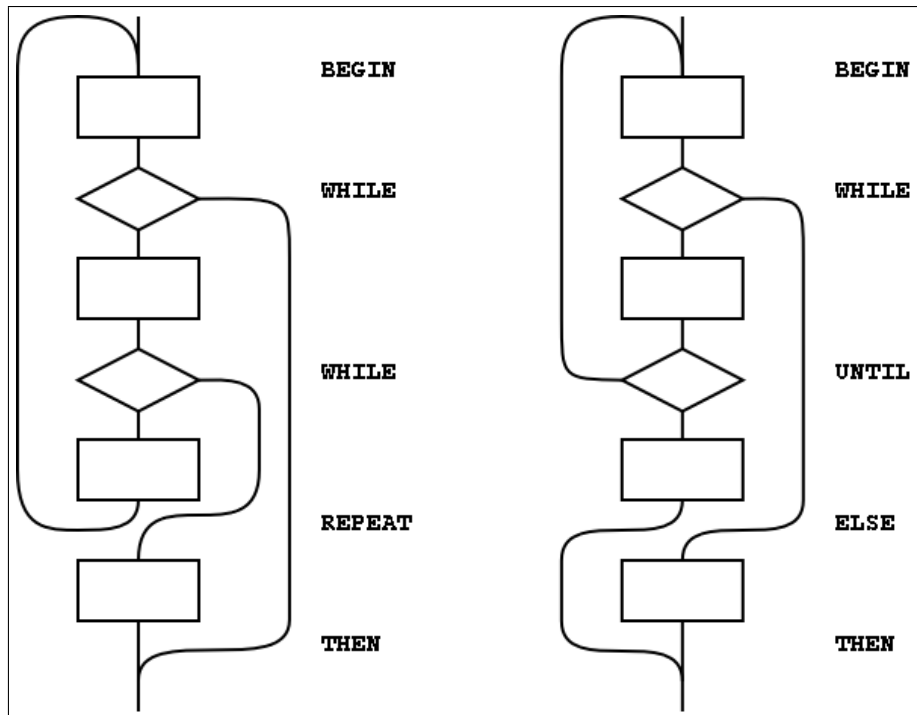 BEGIN
WHILE
WHILE
REPEAT
THEN
BEGIN
WHILE
UNTIL
ELSE
THEN